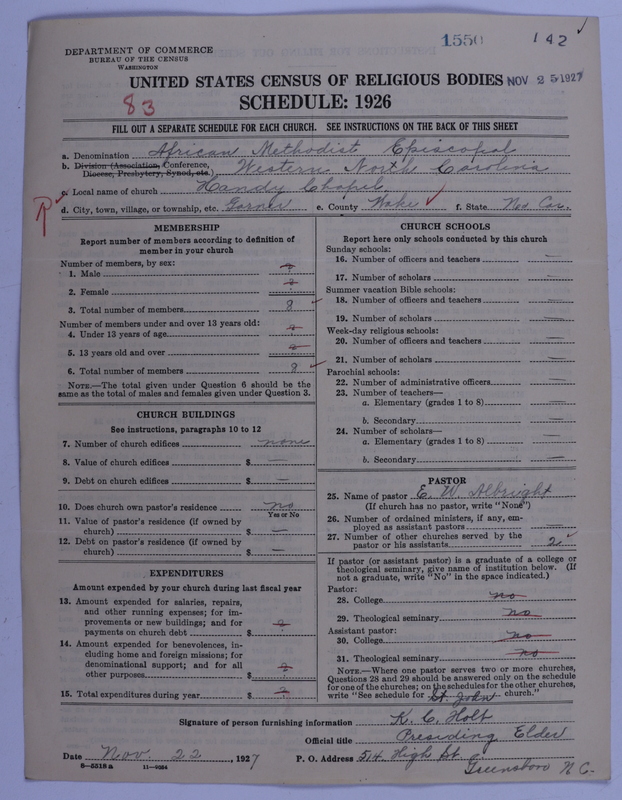 1550
142
DEPARTMENT OF COMMERCE
BUREAU OF THE CENSUS
WASHINGTON
UNITED STATES CENSUS OF RELIGIOUS BODIES NOV 25 1927
83
SCHEDULE: 1926
FILL OUT A SEPARATE SCHEDULE FOR EACH CHURCH. SEE INSTRUCTIONS ON THE BACK OF THIS SHEET
a. Denomination African Methodist Episcopal
b. Division (Association, Conference,
Diocese, Presbytery, Synod, etc.) Western North Carolina
c. Local name of church Handy Chapel
d. City, town, village, or township, etc. Garner e. County Wake f. State No. Car.
MEMBERSHIP
Report number of members according to definition of
member in your church
Number of members, by sex:
1. Male ?
2. Female ?
3. Total number of members 8
Number of members under and over 13 years old:
4. Under 13 years of age ?
5. 13 years old and over ?
6. Total number of members 8
NOTE.—The total given under Question 6 should be the
same as the total of males and females given under Question 3.
CHURCH BUILDINGS
See instructions, paragraphs 10 to 12
7. Number of church edifices none
8. Value of church edifices $ —
9. Debt on church edifices $ —
10. Does church own pastor's residence no
Yes or No
11. Value of pastor's residence (if owned by
church) $ —
12. Debt on pastor's residence (if owned by
church) $ —
EXPENDITURES
Amount expended by your church during last fiscal year
13. Amount expended for salaries, repairs,
and other running expenses; for im-
provements or new buildings; and for
payments on church debt $ ?
14. Amount expended for benevolences, in-
cluding home and foreign missions; for
denominational support; and for all
other purposes $ ?
15. Total expenditures during year $ ?
CHURCH SCHOOLS
Report here only schools conducted by this church
Sunday schools:
16. Number of officers and teachers —
17. Number of scholars —
Summer vacation Bible schools:
18. Number of officers and teachers —
19. Number of scholars —
Week-day religious schools:
20. Number of officers and teachers —
21. Number of scholars —
Parochial schools:
22. Number of administrative officers —
23. Number of teachers—
a. Elementary (grades 1 to 8) —
b. Secondary —
24. Number of scholars—
a. Elementary (grades 1 to 8) —
b. Secondary —
PASTOR
25. Name of pastor E. W. Albright
(If church has no pastor, write "None")
26. Number of ordained ministers, if any, em-
ployed as assistant pastors —
27. Number of other churches served by the
pastor or his assistants 2
If pastor (or assistant pastor) is a graduate of a college or
theological seminary, give name of institution below. (If
not a graduate, write "No" in the space indicated.)
Pastor:
28. College no
29. Theological seminary no
Assistant pastor:
30. College no
31. Theological seminary no
NOTE.—Where one pastor serves two or more churches,
Questions 28 and 29 should be answered only on the schedule
for one of the churches; on the schedules for the other churches,
write "See schedule for St. John church."
Signature of person furnishing information K. C. Holt
Official title Presiding Elder
Date Nov. 22, 1927 P. O. Address 514 High St
Greensboro N C.
8—5518 a 11—9064